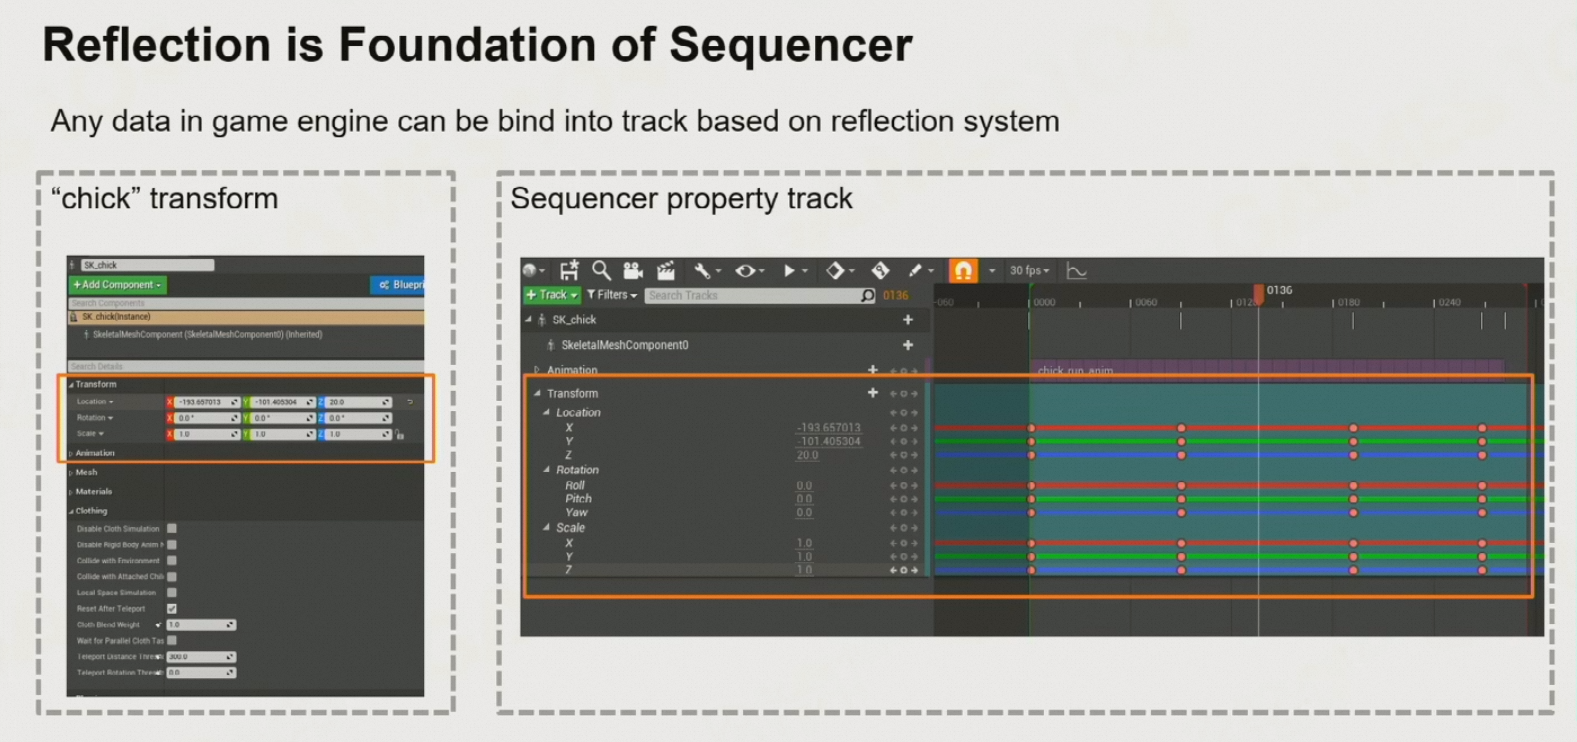 Reflection is Foundation of Sequencer
Any data in game engine can be bind into track based on reflection system
“chick” transform
SK_chick
+Add Component
Bluepri
Search Components
SK_chick(Instance)
SkeletalMeshComponent (SkeletalMeshComponent0) (Inherited)
Search Details
Transform
Location X -193.657013 Y -101.405304 Z 20.0
Rotation X 0.0° Y 0.0° Z 0.0°
Scale X 1.0 Y 1.0 Z 1.0
Animation
Mesh
Materials
Clothing
Disable Cloth Simulation
Disable Rigid Body Anim
Collide with Environment
Collide with Attached Chil
Local Space Simulation
Reset After Teleport
Cloth Blend Weight 1.0
Wait for Parallel Cloth Tas
Teleport Distance Thres 300.0
Teleport Rotation Thres 0.0
Sequencer property track
30 fps
+ Track Filters Search Tracks 0136
-060 0000 0060 012 0136 0180 0240
SK_chick
SkeletalMeshComponent0
Animation chick_run_anim
Transform
Location
X -193.657013
Y -101.405304
Z 20.0
Rotation
Roll 0.0
Pitch 0.0
Yaw 0.0
Scale
X 1.0
Y 1.0
Z 1.0